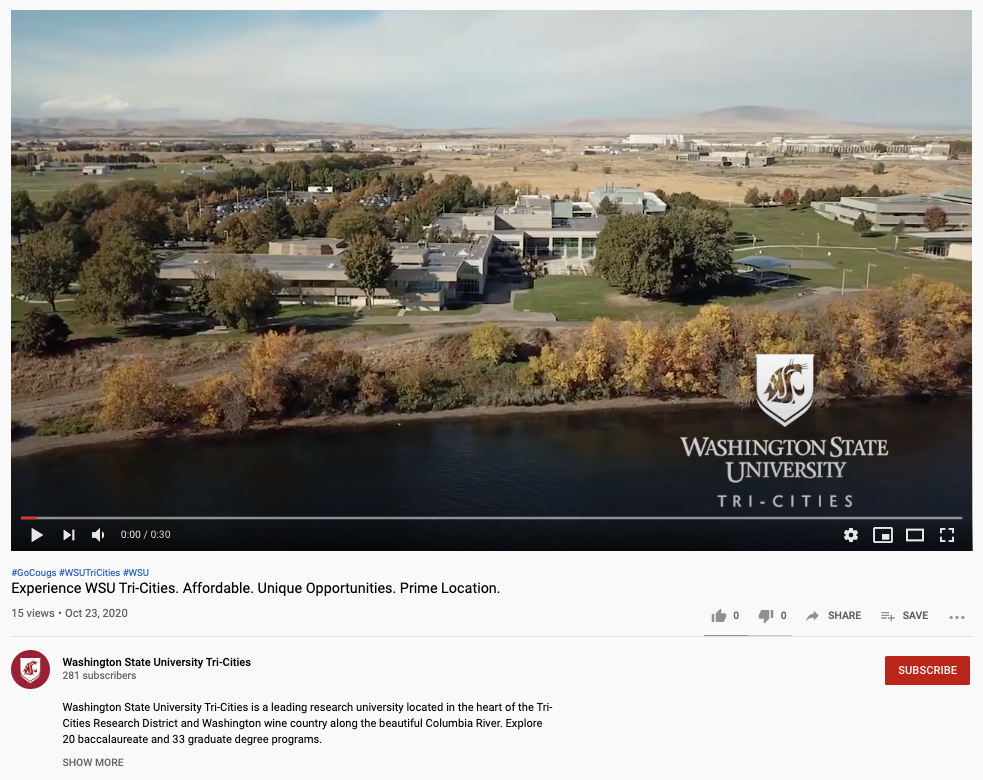 WASHINGTON STATE
UNIVERSITY
TRI-CITIES
0:00 / 0:30
#GoCougs #WSUTriCities #WSU
Experience WSU Tri-Cities. Affordable. Unique Opportunities. Prime Location.
15 views • Oct 23, 2020
0 0 SHARE SAVE
Washington State University Tri-Cities
281 subscribers
SUBSCRIBE
Washington State University Tri-Cities is a leading research university located in the heart of the Tri-
Cities Research District and Washington wine country along the beautiful Columbia River. Explore
20 baccalaureate and 33 graduate degree programs.
SHOW MORE